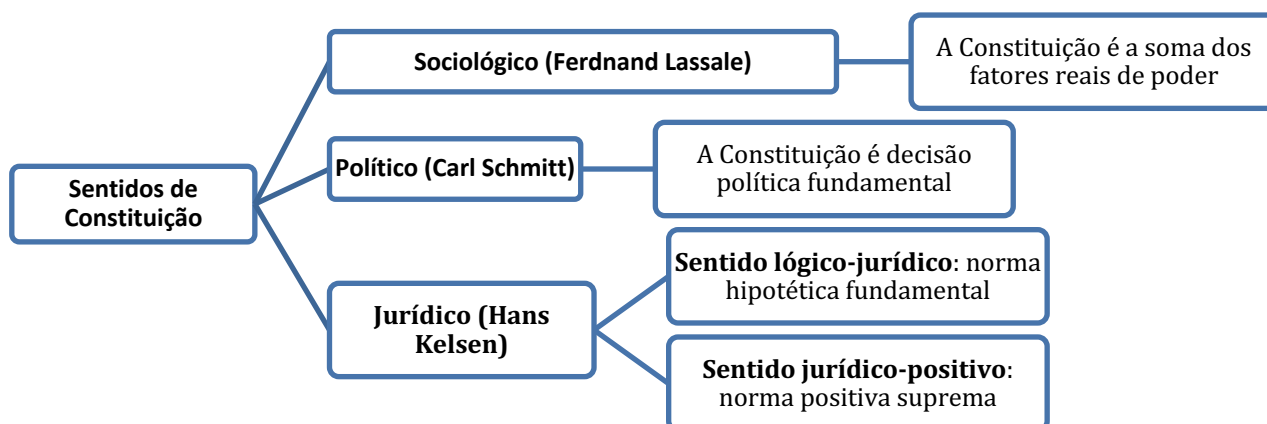 Sentidos de
Constituição
Sociológico (Ferdnand Lassale)
A Constituição é a soma dos
fatores reais de poder
Político (Carl Schmitt)
A Constituição é decisão
política fundamental
Jurídico (Hans
Kelsen)
Sentido lógico-jurídico: norma
hipotética fundamental
Sentido jurídico-positivo:
norma positiva suprema